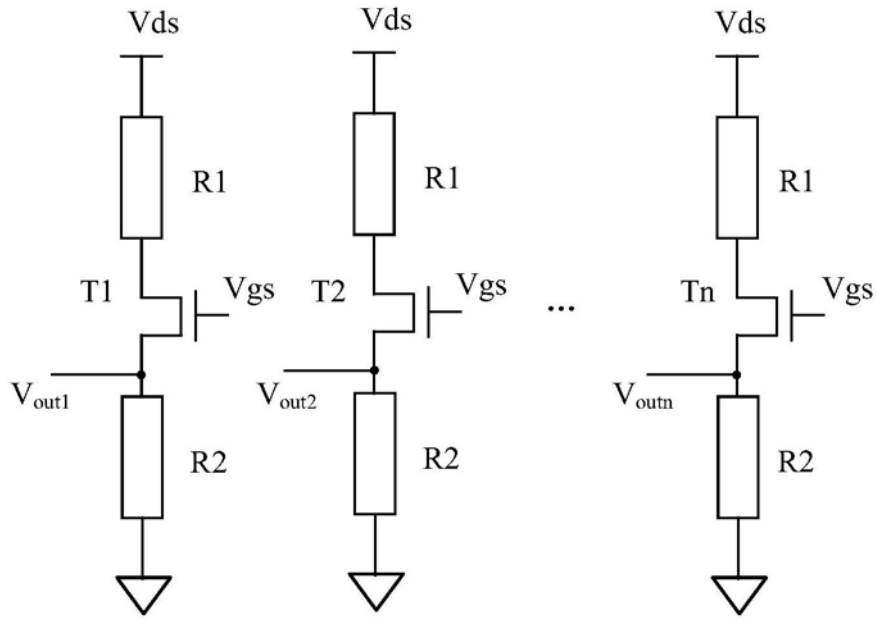 Vds Vds Vds
R1 R1 R1
T1 Vgs T2 Vgs ... Tn Vgs
Vout1 Vout2 Voutn
R2 R2 R2